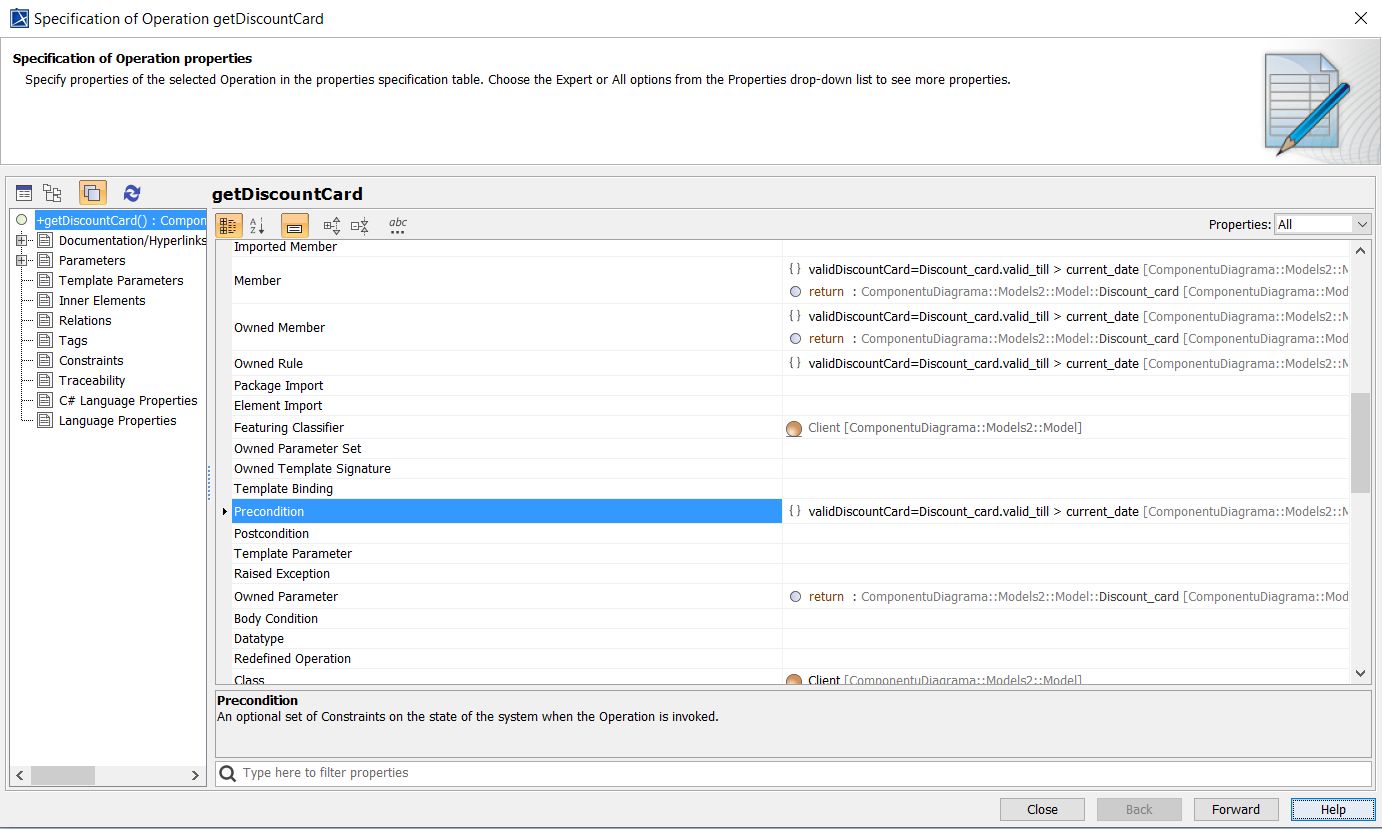 Specification of Operation getDiscountCard
Specification of Operation properties
Specify properties of the selected Operation in the properties specification table. Choose the Expert or All options from the Properties drop-down list to see more properties.
+getDiscountCard() : Compon
Documentation/Hyperlinks
Parameters
Template Parameters
Inner Elements
Relations
Tags
Constraints
Traceability
C# Language Properties
Language Properties
getDiscountCard
A
Z
abc
Properties: All
Imported Member
Member
{ } validDiscountCard=Discount_card.valid_till > current_date [ComponentuDiagrama::Models2::M
return : ComponentuDiagrama::Models2::Model::Discount_card [ComponentuDiagrama::Mod
Owned Member
{ } validDiscountCard=Discount_card.valid_till > current_date [ComponentuDiagrama::Models2::M
return : ComponentuDiagrama::Models2::Model::Discount_card [ComponentuDiagrama::Mod
Owned Rule { } validDiscountCard=Discount_card.valid_till > current_date [ComponentuDiagrama::Models2::M
Package Import
Element Import
Featuring Classifier Client [ComponentuDiagrama::Models2::Model]
Owned Parameter Set
Owned Template Signature
Template Binding
Precondition { } validDiscountCard=Discount_card.valid_till > current_date [ComponentuDiagrama::Models2::M
Postcondition
Template Parameter
Raised Exception
Owned Parameter return : ComponentuDiagrama::Models2::Model::Discount_card [ComponentuDiagrama::Mod
Body Condition
Datatype
Redefined Operation
Class Client [ComponentuDiagrama::Models2::Model]
Precondition
An optional set of Constraints on the state of the system when the Operation is invoked.
Type here to filter properties
Close Back Forward Help